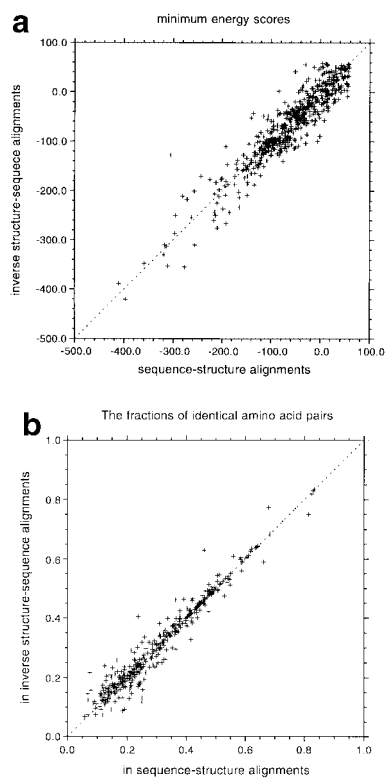 a
minimum energy scores
100.0
0.0
-100.0
-200.0
-300.0
-400.0
-500.0
inverse structure-sequece alignments
-500.0 -400.0 -300.0 -200.0 -100.0 0.0 100.0
sequence-structure alignments
b
The fractions of identical amino acid pairs
1.0
0.8
0.6
0.4
0.2
0.0
in inverse structure-sequence alignments
0.0 0.2 0.4 0.6 0.8 1.0
in sequence-structure alignments